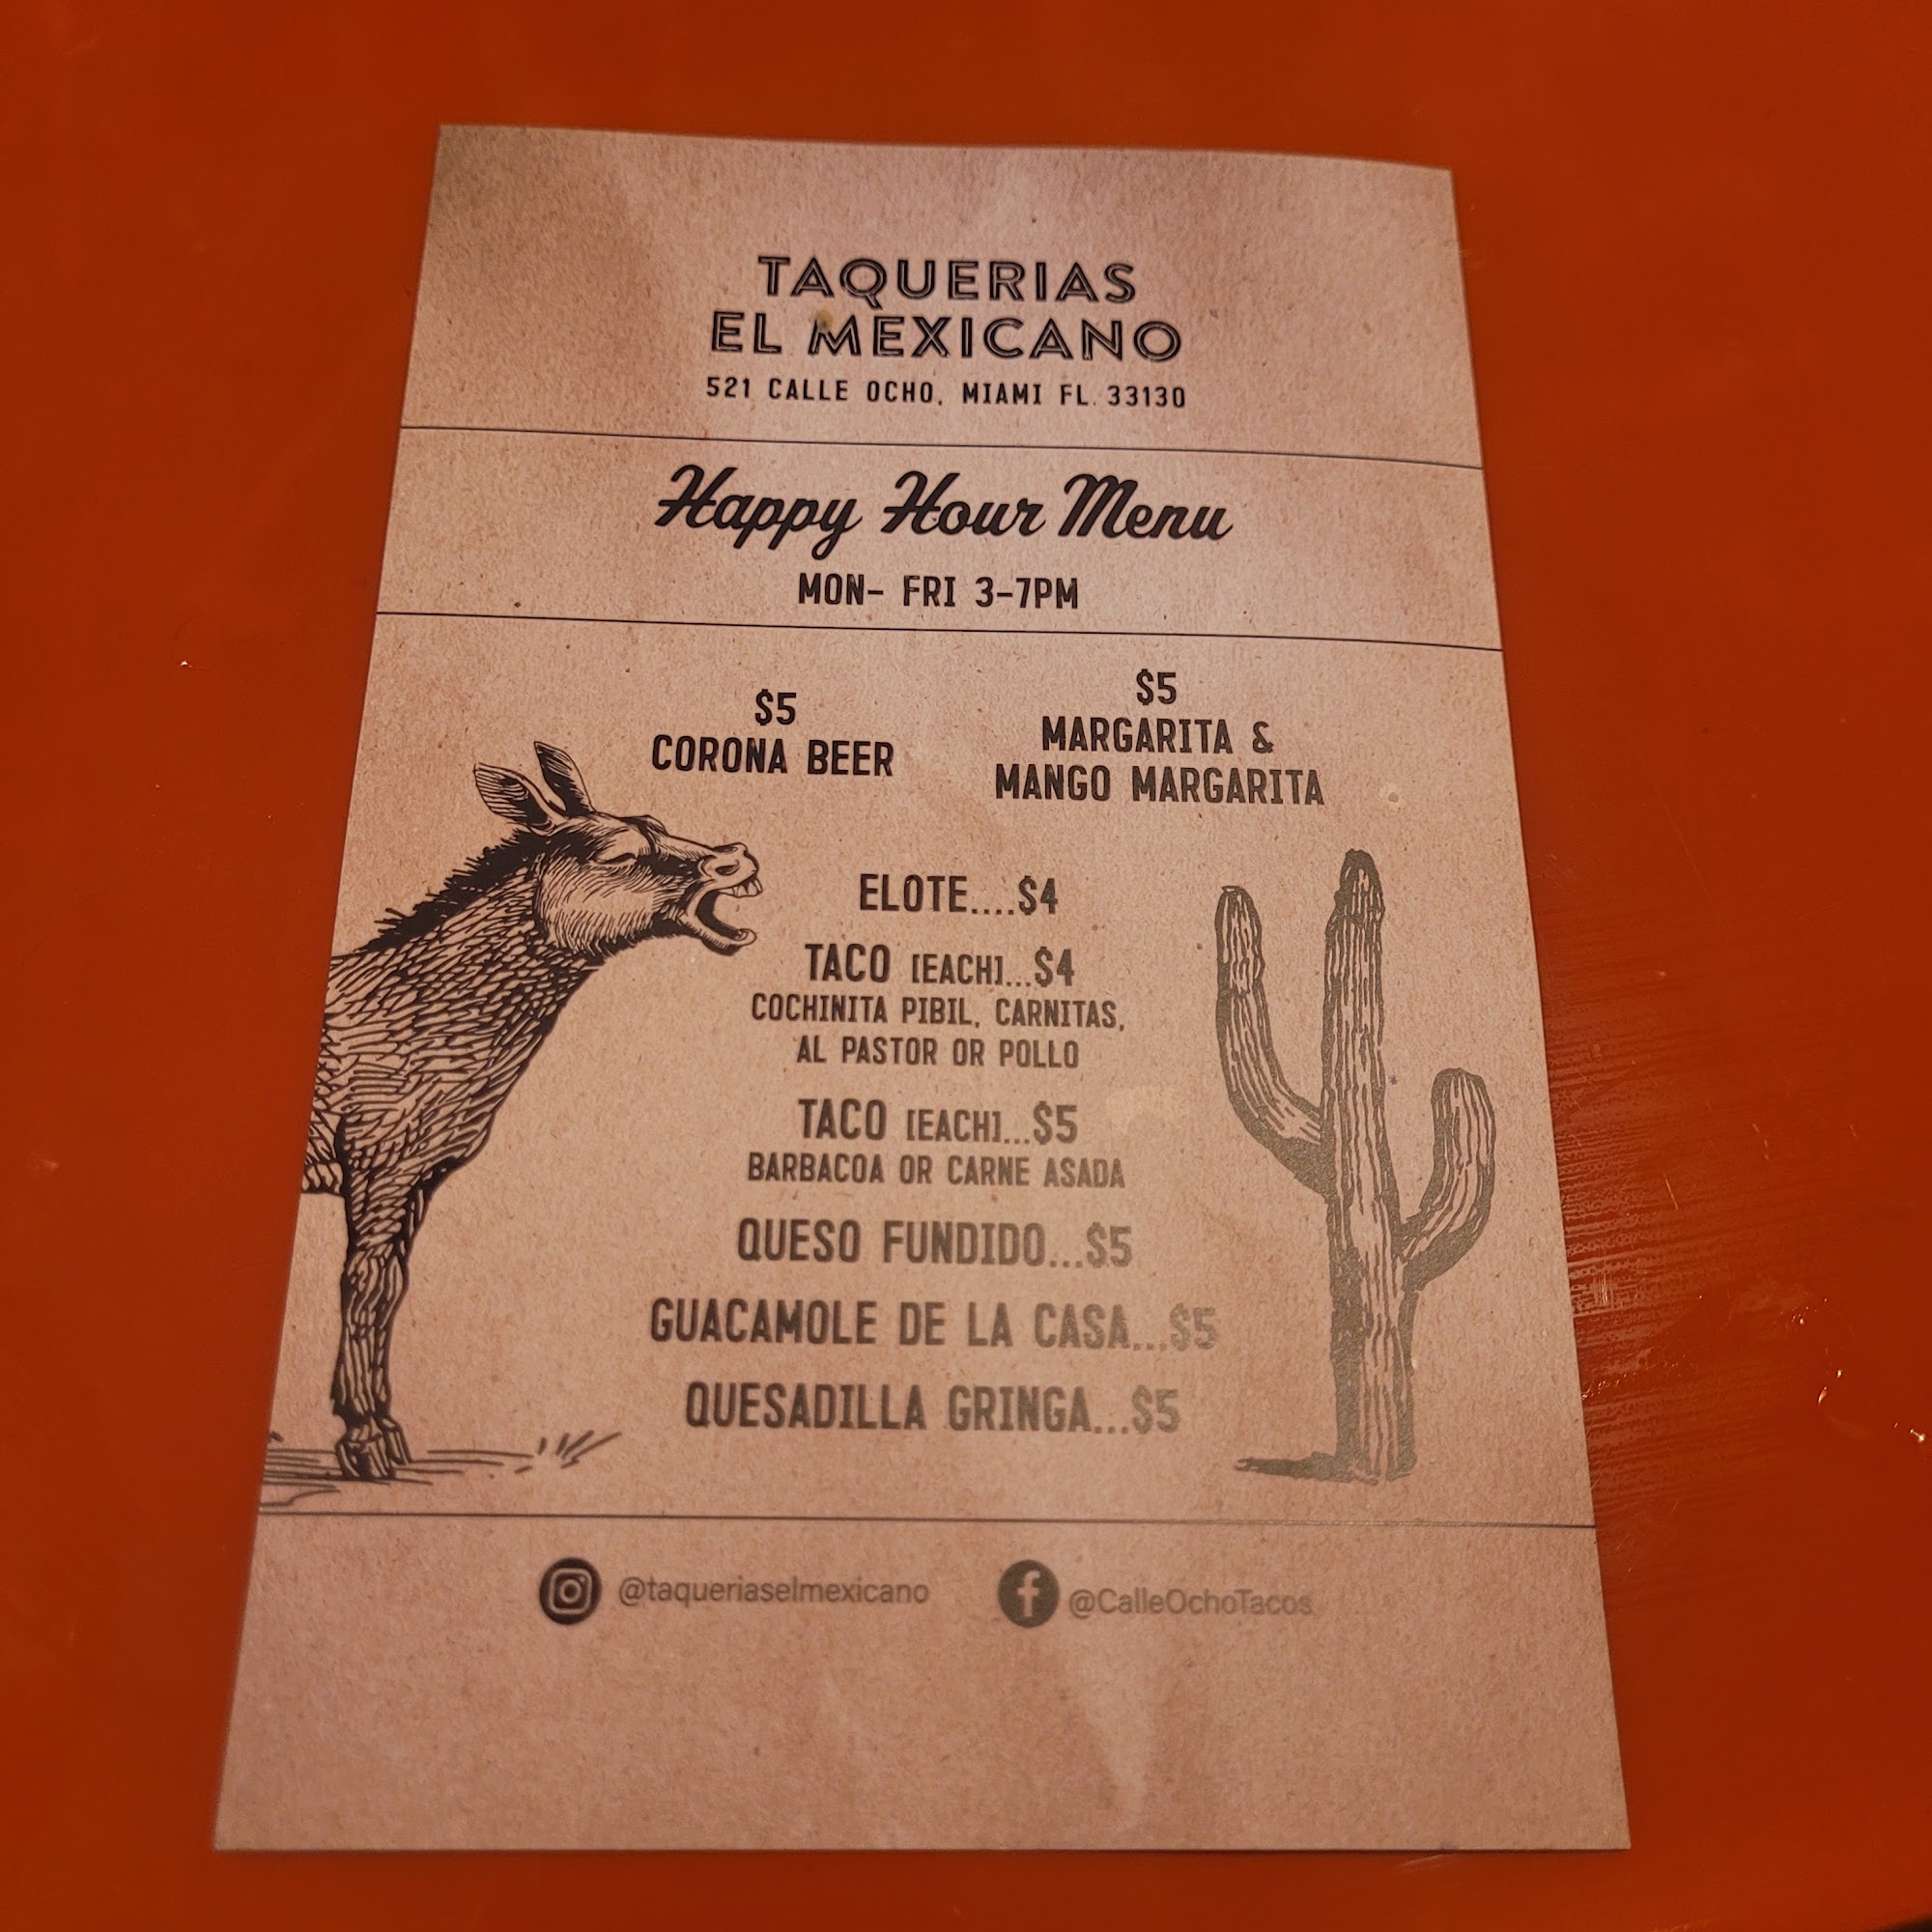 TAQUERIAS
EL MEXICANO
521 CALLE OCHO, MIAMI FL. 33130
Happy Hour Menu
MON- FRI 3-7PM
$5
CORONA BEER
$5
MARGARITA &
MANGO MARGARITA
ELOTE....$4
TACO [EACH]...$4
COCHINITA PIBIL, CARNITAS,
AL PASTOR OR POLLO
TACO [EACH]...$5
BARBACOA OR CARNE ASADA
QUESO FUNDIDO...$5
GUACAMOLE DE LA CASA...$5
QUESADILLA GRINGA...$5
@taqueriaselmexicano
@CalleOchoTacos